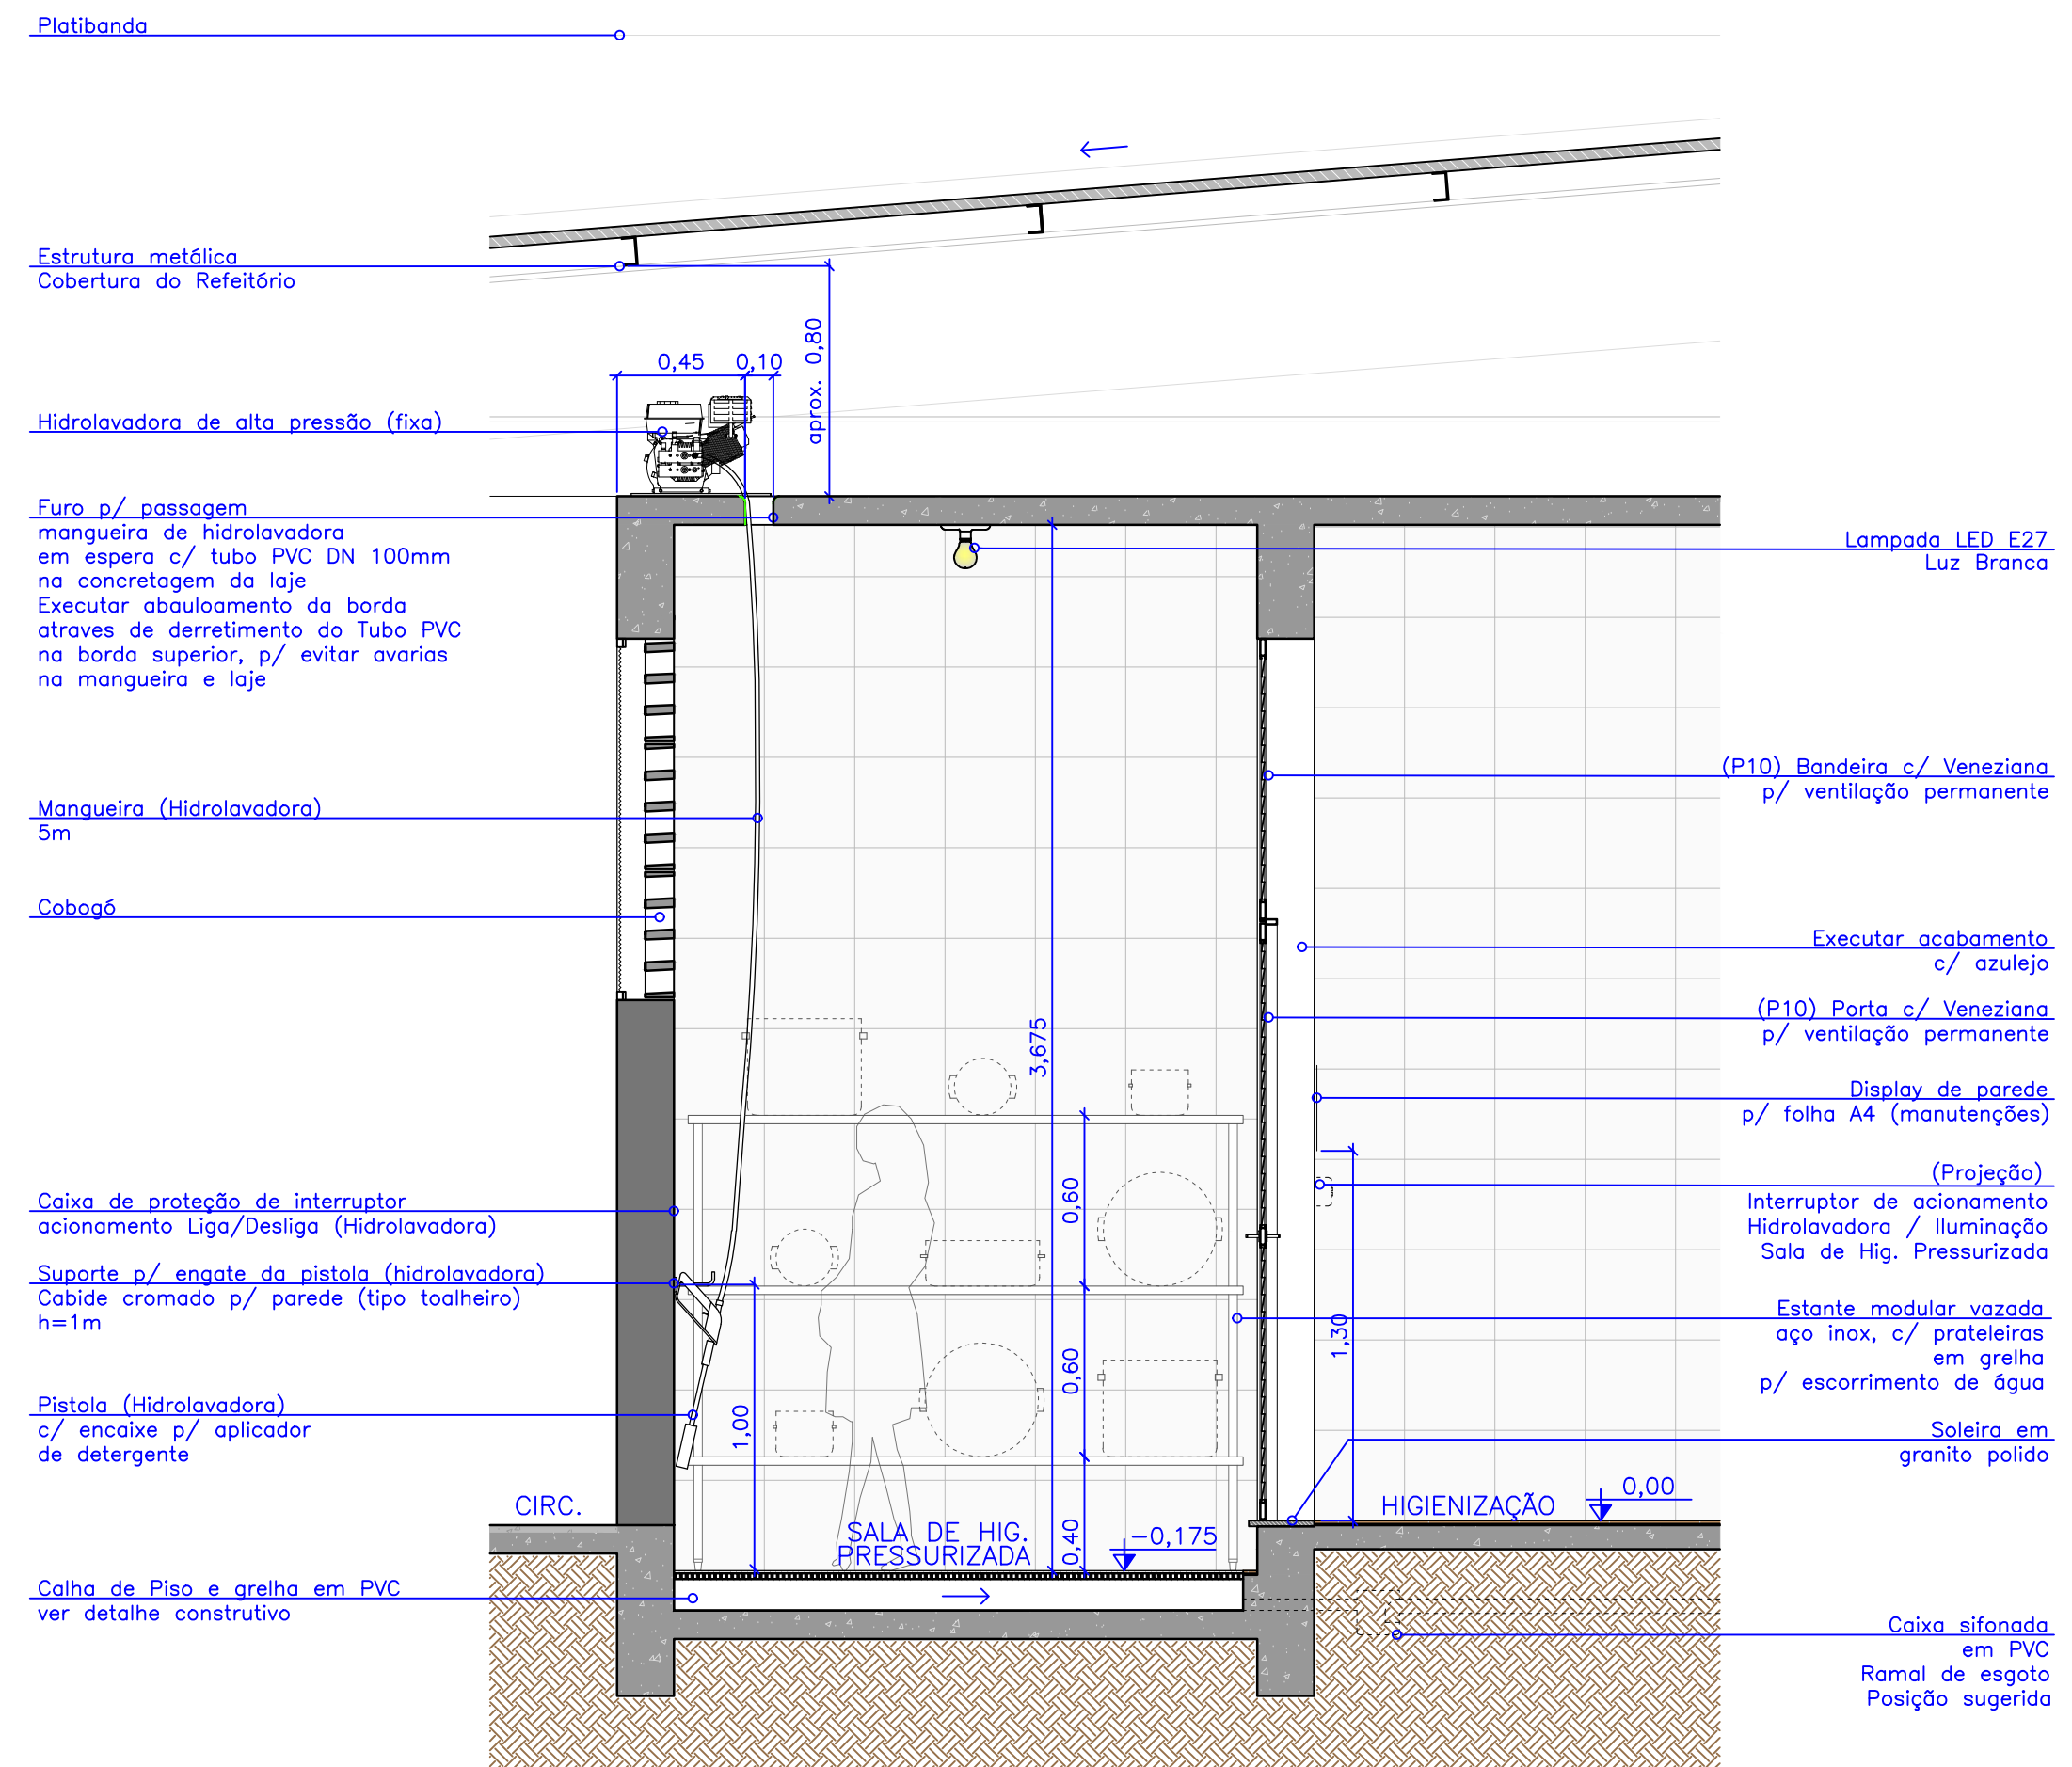 Platibanda
Estrutura metálica
Cobertura do Refeitório
aprox. 0,80
0,45
0,10
Hidrolavadora de alta pressão (fixa)
Furo p/ passagem
mangueira de hidrolavadora
em espera c/ tubo PVC DN 100mm
na concretagem da laje
Executar abauloamento da borda
atraves de derretimento do Tubo PVC
na borda superior, p/ evitar avarias
na mangueira e laje
Mangueira (Hidrolavadora)
5m
Cobogó
Caixa de proteção de interruptor
acionamento Liga/Desliga (Hidrolavadora)
Suporte p/ engate da pistola (hidrolavadora)
Cabide cromado p/ parede (tipo toalheiro)
h=1m
Pistola (Hidrolavadora)
c/ encaixe p/ aplicador
de detergente
CIRC.
Calha de Piso e grelha em PVC
ver detalhe construtivo
3,675
0,60
0,60
0,40
1,00
SALA DE HIG.
PRESSURIZADA
-0,175
1,30
HIGIENIZAÇÃO
0,00
Lampada LED E27
Luz Branca
(P10) Bandeira c/ Veneziana
p/ ventilação permanente
Executar acabamento
c/ azulejo
(P10) Porta c/ Veneziana
p/ ventilação permanente
Display de parede
p/ folha A4 (manutenções)
(Projeção)
Interruptor de acionamento
Hidrolavadora / Iluminação
Sala de Hig. Pressurizada
Estante modular vazada
aço inox, c/ prateleiras
em grelha
p/ escorrimento de água
Soleira em
granito polido
Caixa sifonada
em PVC
Ramal de esgoto
Posição sugerida